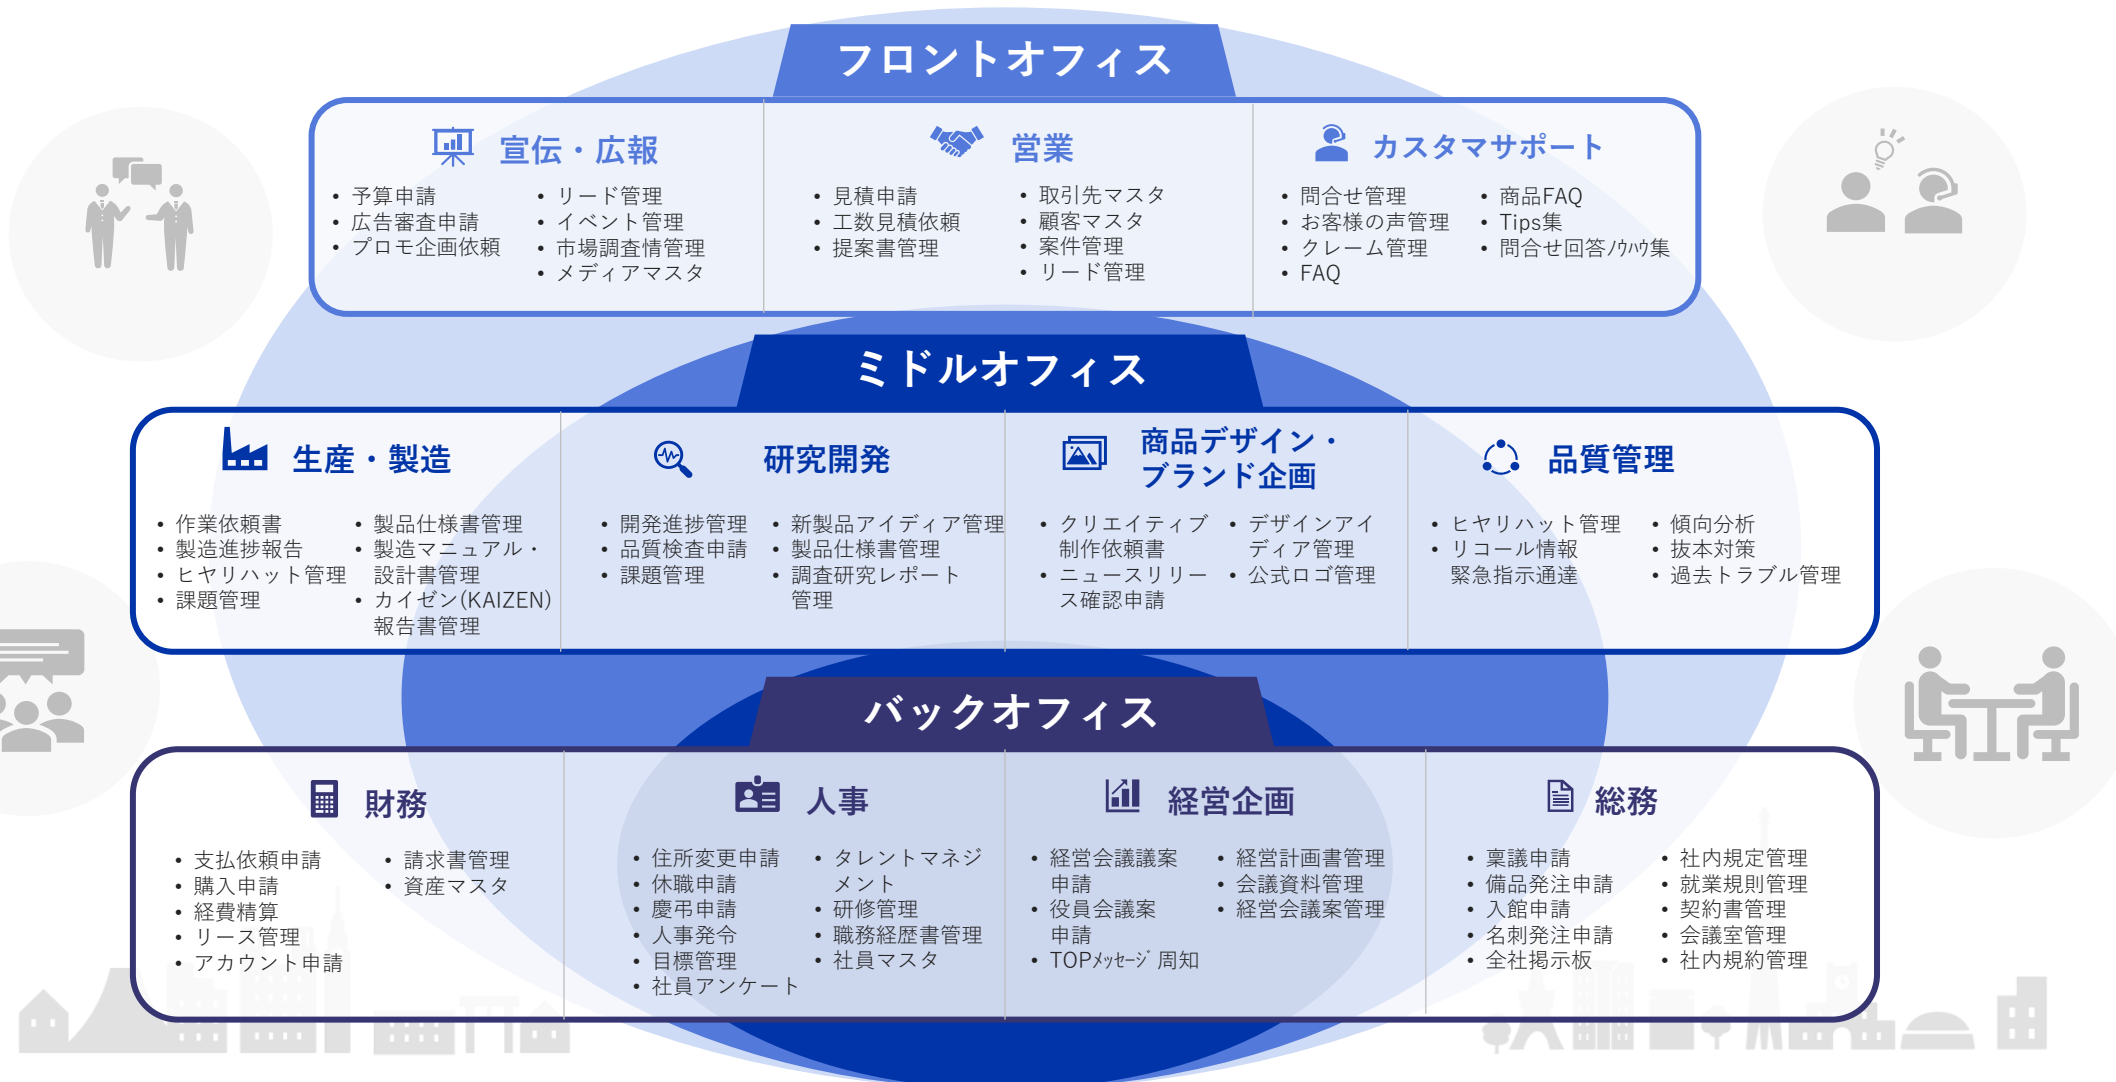 フロントオフィス
宣伝・広報
• 予算申請
• 広告審査申請
• プロモ企画依頼
• リード管理
• イベント管理
• 市場調査情管理
• メディアマスタ
営業
• 見積申請
• 工数見積依頼
• 提案書管理
• 取引先マスタ
• 顧客マスタ
• 案件管理
• リード管理
カスタマサポート
• 問合せ管理
• お客様の声管理
• クレーム管理
• FAQ
• 商品FAQ
• Tips集
• 問合せ回答ﾉｳﾊｳ集
ミドルオフィス
生産・製造
• 作業依頼書
• 製造進捗報告
• ヒヤリハット管理
• 課題管理
• 製品仕様書管理
• 製造マニュアル・
設計書管理
• カイゼン(KAIZEN)
報告書管理
研究開発
• 開発進捗管理
• 品質検査申請
• 課題管理
• 新製品アイディア管理
• 製品仕様書管理
• 調査研究レポート
管理
商品デザイン・
ブランド企画
• クリエイティブ
制作依頼書
• ニュースリリー
ス確認申請
• デザインアイ
ディア管理
• 公式ロゴ管理
品質管理
• ヒヤリハット管理
• リコール情報
緊急指示通達
• 傾向分析
• 抜本対策
• 過去トラブル管理
バックオフィス
財務
• 支払依頼申請
• 購入申請
• 経費精算
• リース管理
• アカウント申請
• 請求書管理
• 資産マスタ
人事
• 住所変更申請
• 休職申請
• 慶弔申請
• 人事発令
• 目標管理
• 社員アンケート
• タレントマネジ
メント
• 研修管理
• 職務経歴書管理
• 社員マスタ
経営企画
• 経営会議議案
申請
• 役員会議案
申請
• TOPﾒｯｾｰｼﾞ周知
• 経営計画書管理
• 会議資料管理
• 経営会議案管理
総務
• 稟議申請
• 備品発注申請
• 入館申請
• 名刺発注申請
• 全社掲示板
• 社内規定管理
• 就業規則管理
• 契約書管理
• 会議室管理
• 社内規約管理